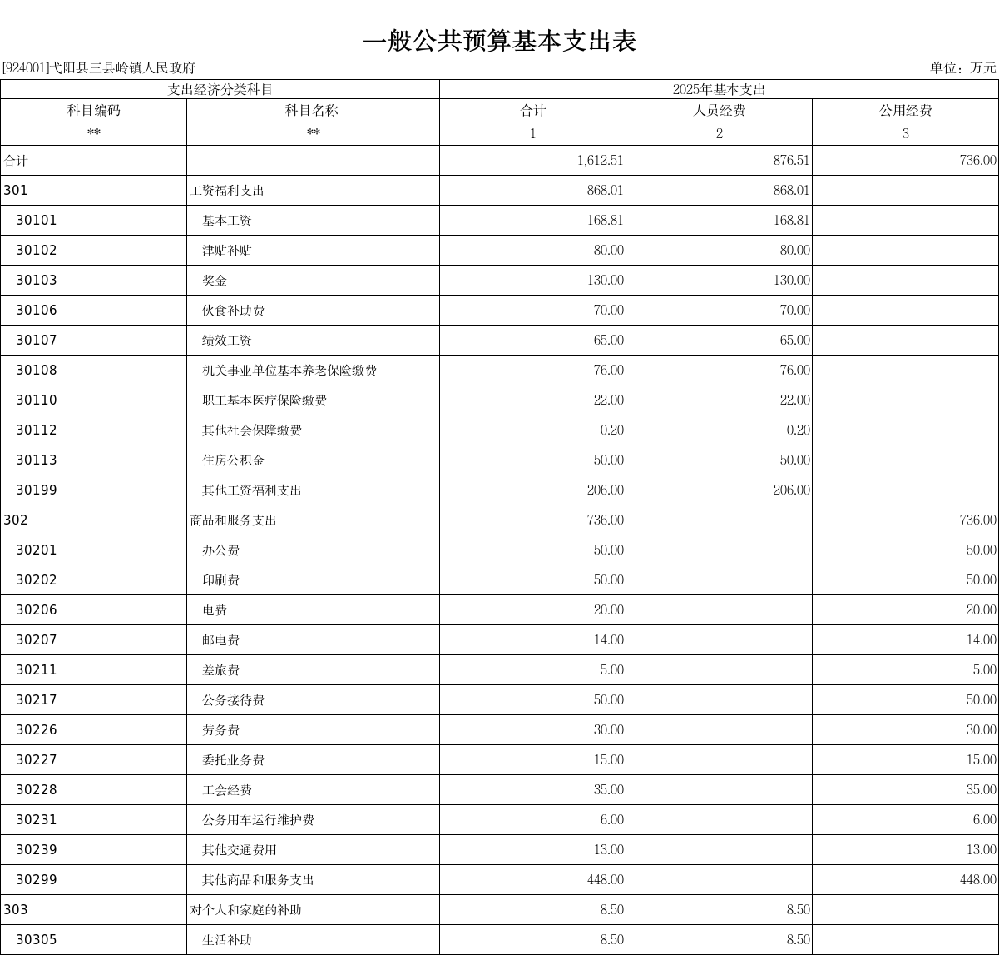 一般公共预算基本支出表
[924001]弋阳县三县岭镇人民政府 单位：万元
支出经济分类科目 2025年基本支出
科目编码 科目名称 合计 人员经费 公用经费
** ** 1 2 3
合计 1,612.51 876.51 736.00
301 工资福利支出 868.01 868.01
30101 基本工资 168.81 168.81
30102 津贴补贴 80.00 80.00
30103 奖金 130.00 130.00
30106 伙食补助费 70.00 70.00
30107 绩效工资 65.00 65.00
30108 机关事业单位基本养老保险缴费 76.00 76.00
30110 职工基本医疗保险缴费 22.00 22.00
30112 其他社会保障缴费 0.20 0.20
30113 住房公积金 50.00 50.00
30199 其他工资福利支出 206.00 206.00
302 商品和服务支出 736.00 736.00
30201 办公费 50.00 50.00
30202 印刷费 50.00 50.00
30206 电费 20.00 20.00
30207 邮电费 14.00 14.00
30211 差旅费 5.00 5.00
30217 公务接待费 50.00 50.00
30226 劳务费 30.00 30.00
30227 委托业务费 15.00 15.00
30228 工会经费 35.00 35.00
30231 公务用车运行维护费 6.00 6.00
30239 其他交通费用 13.00 13.00
30299 其他商品和服务支出 448.00 448.00
303 对个人和家庭的补助 8.50 8.50
30305 生活补助 8.50 8.50